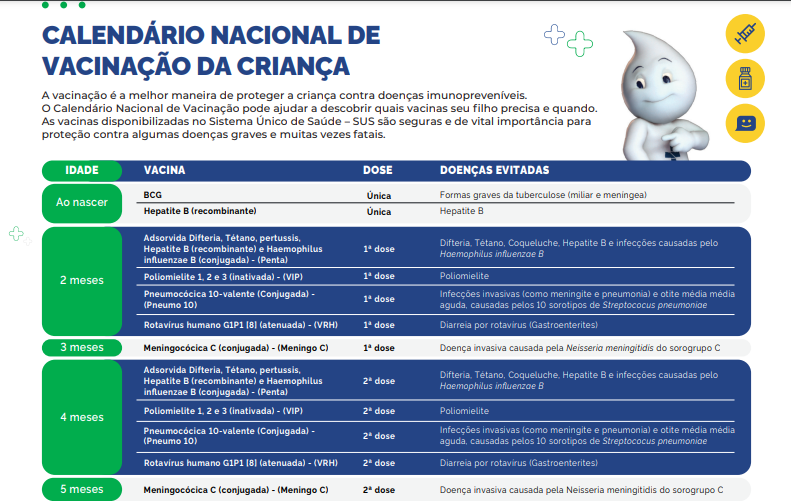 CALENDÁRIO NACIONAL DE
VACINAÇÃO DA CRIANÇA
A vacinação é a melhor maneira de proteger a criança contra doenças imunopreveníveis.
O Calendário Nacional de Vacinação pode ajudar a descobrir quais vacinas seu filho precisa e quando.
As vacinas disponibilizadas no Sistema Único de Saúde – SUS são seguras e de vital importância para
proteção contra algumas doenças graves e muitas vezes fatais.
IDADE VACINA DOSE DOENÇAS EVITADAS
Ao nascer
BCG Única Formas graves da tuberculose (miliar e meníngea)
Hepatite B (recombinante) Única Hepatite B
2 meses
Adsorvida Difteria, Tétano, pertussis,
Hepatite B (recombinante) e Haemophilus
influenzae B (conjugada) - (Penta)
1ª dose
Difteria, Tétano, Coqueluche, Hepatite B e infecções causadas pelo
Haemophilus influenzae B
Poliomielite 1, 2 e 3 (inativada) - (VIP) 1ª dose Poliomielite
Pneumocócica 10-valente (Conjugada) -
(Pneumo 10)
1ª dose
Infecções invasivas (como meningite e pneumonia) e otite média média
aguda, causadas pelos 10 sorotipos de Streptococus pneumoniae
Rotavírus humano G1P1 [8] (atenuada) - (VRH) 1ª dose Diarreia por rotavírus (Gastroenterites)
3 meses Meningocócica C (conjugada) - (Meningo C) 1ª dose Doença invasiva causada pela Neisseria meningitidis do sorogrupo C
4 meses
Adsorvida Difteria, Tétano, pertussis,
Hepatite B (recombinante) e Haemophilus
influenzae B (conjugada) - (Penta)
2ª dose
Difteria, Tétano, Coqueluche, Hepatite B e infecções causadas pelo
Haemophilus influenzae B
Poliomielite 1, 2 e 3 (inativada) - (VIP) 2ª dose Poliomielite
Pneumocócica 10-valente (Conjugada) -
(Pneumo 10)
2ª dose
Infecções invasivas (como meningite e pneumonia) e otite média média
aguda, causadas pelos 10 sorotipos de Streptococus pneumoniae
Rotavírus humano G1P1 [8] (atenuada) - (VRH) 2ª dose Diarreia por rotavírus (Gastroenterites)
5 meses Meningocócica C (conjugada) - (Meningo C) 2ª dose Doença invasiva causada pela Neisseria meningitidis do sorogrupo C